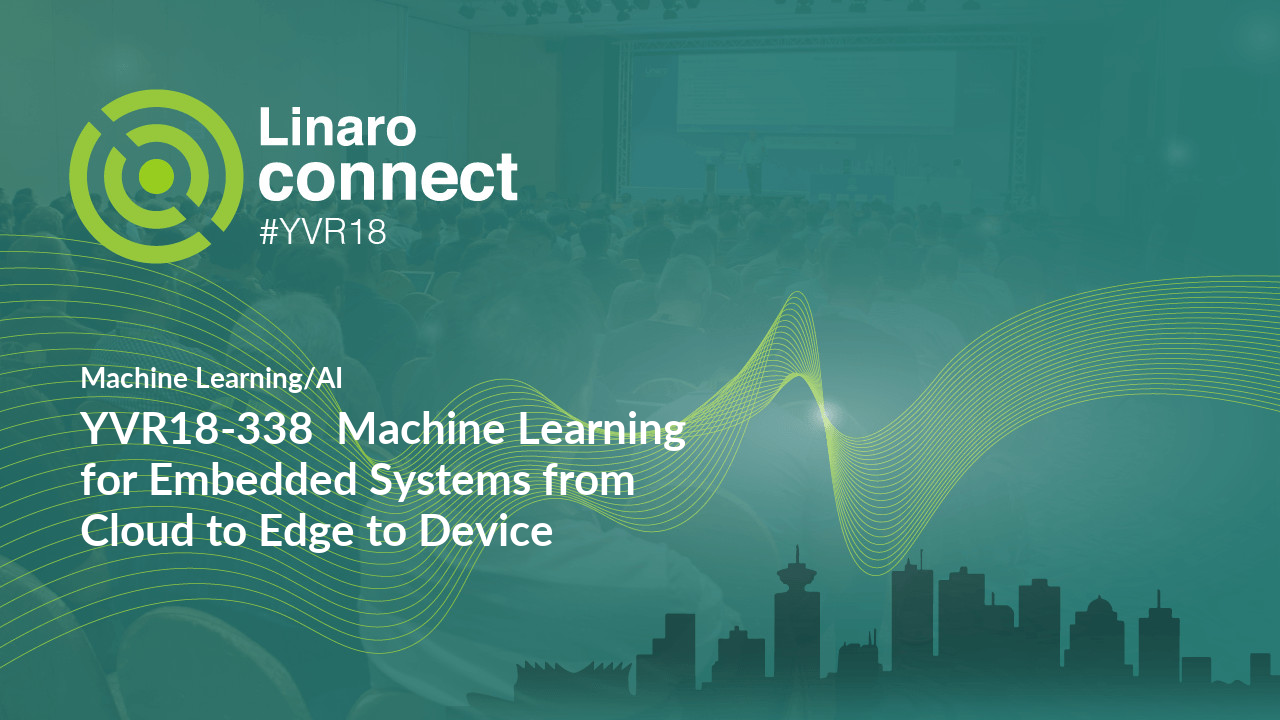 Linaro
connect
#YVR18
Machine Learning/AI
YVR18-338 Machine Learning
for Embedded Systems from
Cloud to Edge to Device